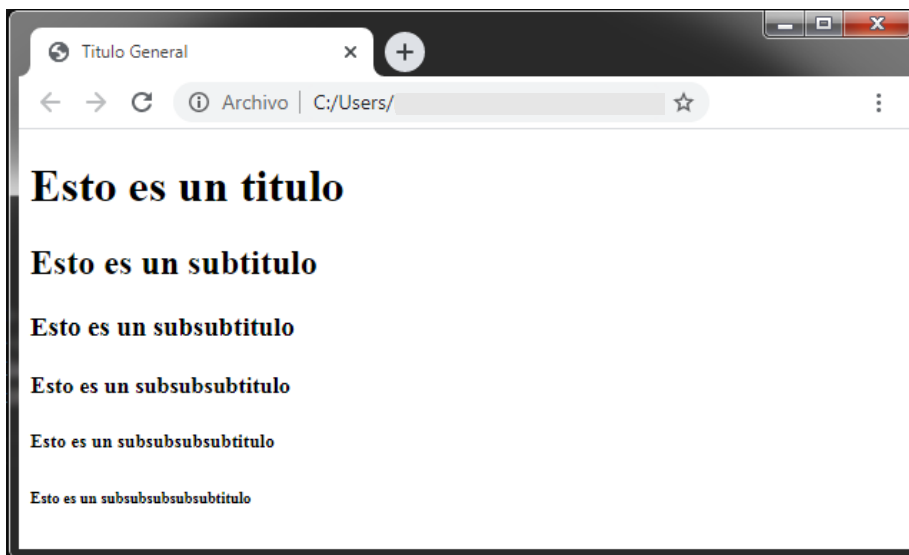 Titulo General
Archivo C:/Users/
Esto es un titulo
Esto es un subtitulo
Esto es un subsubtitulo
Esto es un subsubsubtitulo
Esto es un subsubsubsubtitulo
Esto es un subsubsubsubsubtitulo